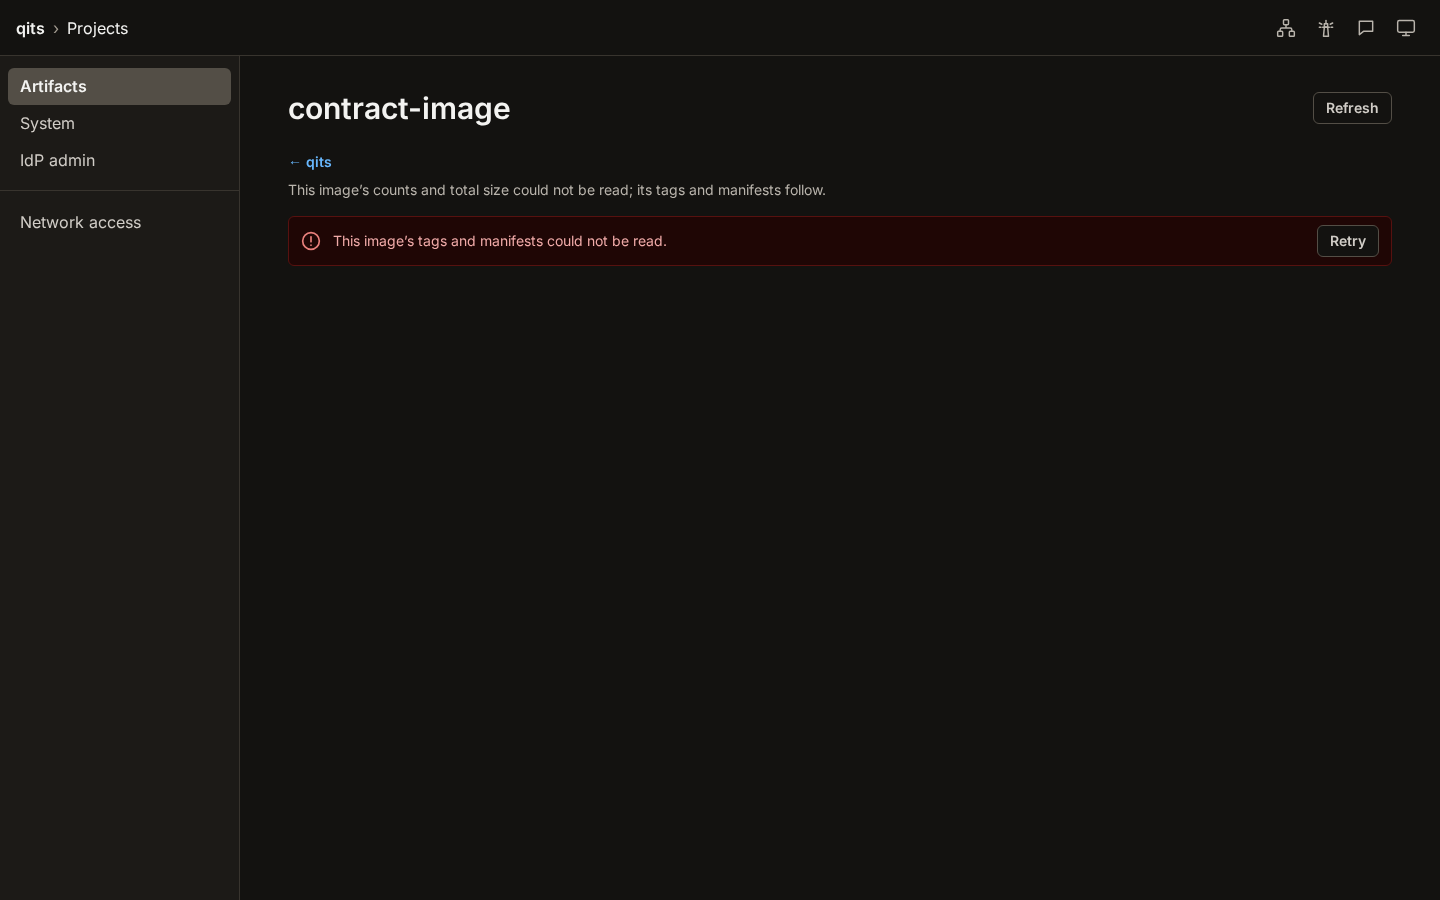 qits › Projects
Artifacts
System
IdP admin
Network access
contract-image
Refresh
← qits
This image’s counts and total size could not be read; its tags and manifests follow.
This image’s tags and manifests could not be read.
Retry